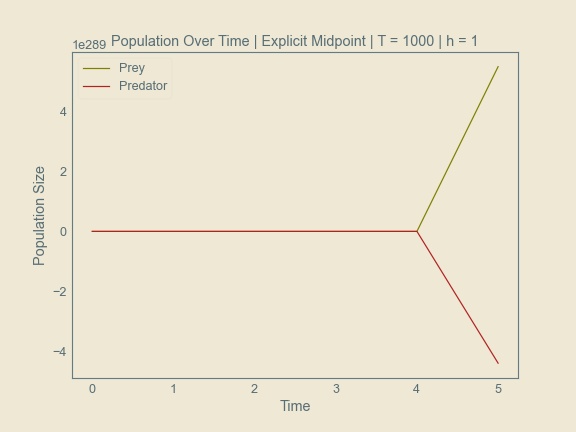 Population Over Time | Explicit Midpoint | T = 1000 | h = 1
1e289
Prey
Predator
4
2
0
−2
−4
Population Size
0 1 2 3 4 5
Time